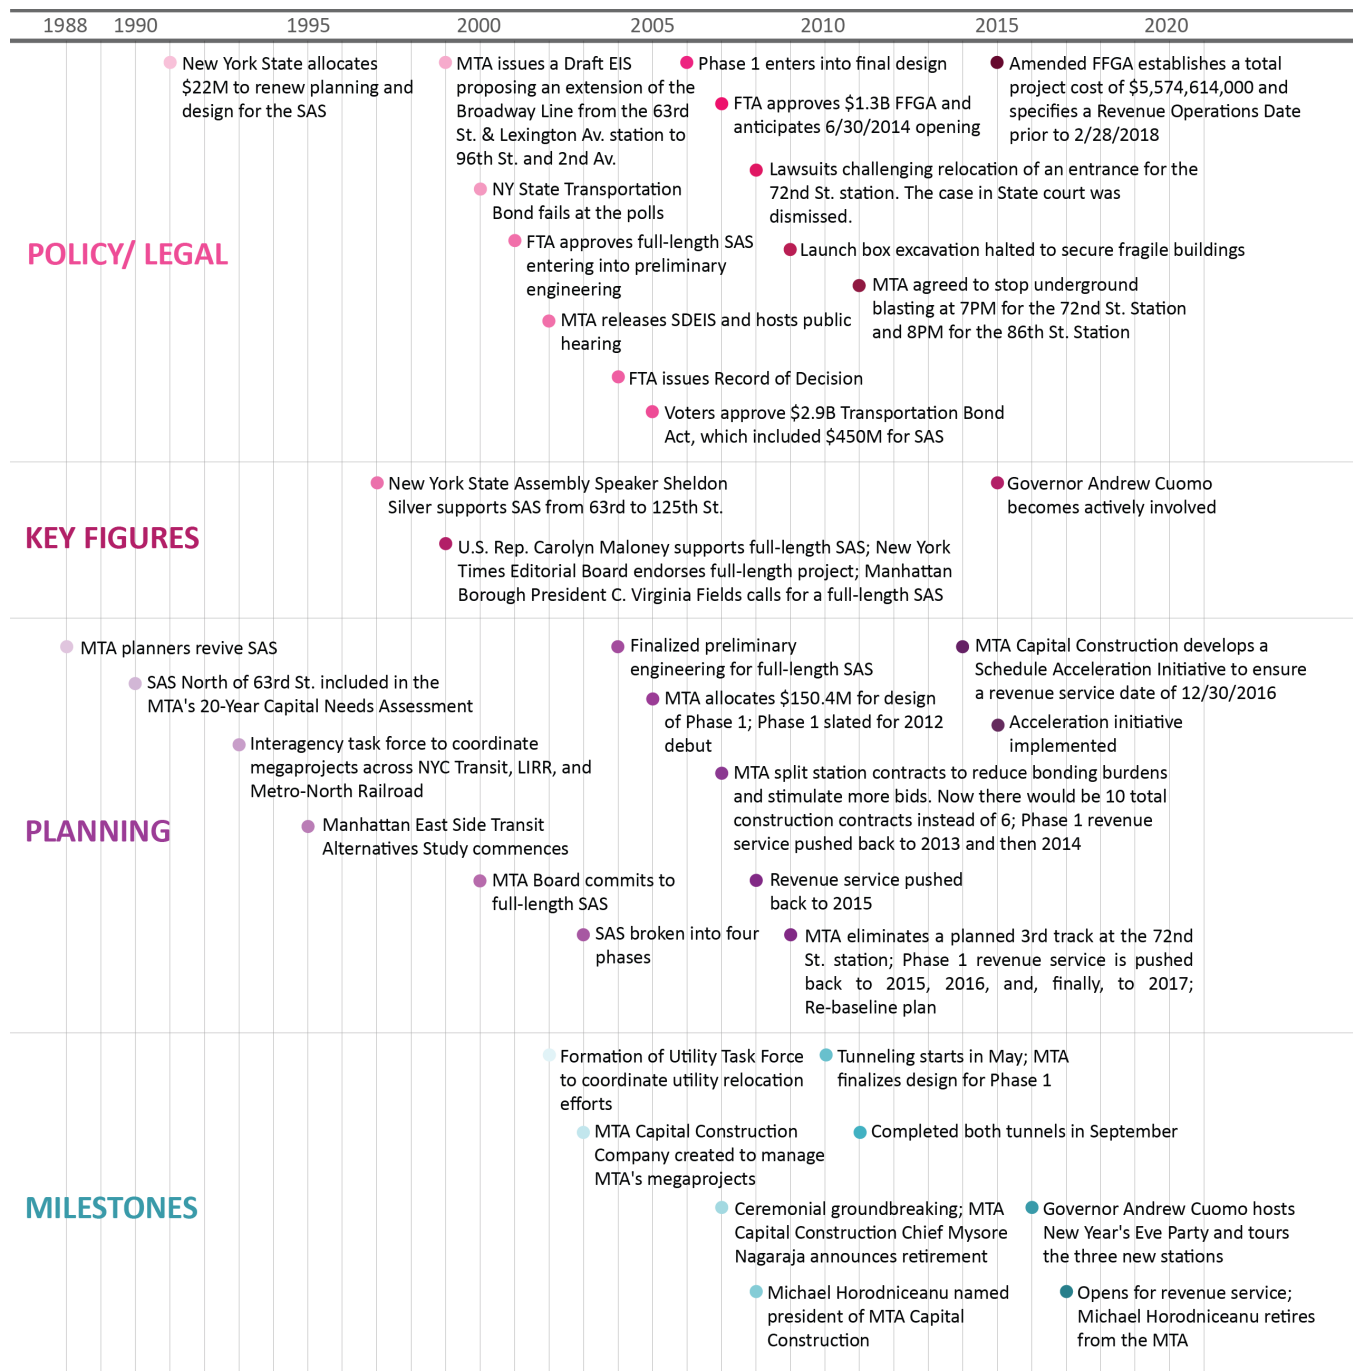 1988 1990 1995 2000 2005 2010 2015 2020
POLICY/ LEGAL
New York State allocates
$22M to renew planning and
design for the SAS
MTA issues a Draft EIS
proposing an extension of the
Broadway Line from the 63rd
St. & Lexington Av. station to
96th St. and 2nd Av.
NY State Transportation
Bond fails at the polls
FTA approves full-length SAS
entering into preliminary
engineering
MTA releases SDEIS and hosts public
hearing
FTA issues Record of Decision
Voters approve $2.9B Transportation Bond
Act, which included $450M for SAS
Phase 1 enters into final design
FTA approves $1.3B FFGA and
anticipates 6/30/2014 opening
Lawsuits challenging relocation of an entrance for the
72nd St. station. The case in State court was
dismissed.
Launch box excavation halted to secure fragile buildings
MTA agreed to stop underground
blasting at 7PM for the 72nd St. Station
and 8PM for the 86th St. Station
Amended FFGA establishes a total
project cost of $5,574,614,000 and
specifies a Revenue Operations Date
prior to 2/28/2018
KEY FIGURES
New York State Assembly Speaker Sheldon
Silver supports SAS from 63rd to 125th St.
U.S. Rep. Carolyn Maloney supports full-length SAS; New York
Times Editorial Board endorses full-length project; Manhattan
Borough President C. Virginia Fields calls for a full-length SAS
Governor Andrew Cuomo
becomes actively involved
PLANNING
MTA planners revive SAS
SAS North of 63rd St. included in the
MTA's 20-Year Capital Needs Assessment
Interagency task force to coordinate
megaprojects across NYC Transit, LIRR, and
Metro-North Railroad
Manhattan East Side Transit
Alternatives Study commences
MTA Board commits to
full-length SAS
SAS broken into four
phases
Finalized preliminary
engineering for full-length SAS
MTA allocates $150.4M for design
of Phase 1; Phase 1 slated for 2012
debut
MTA split station contracts to reduce bonding burdens
and stimulate more bids. Now there would be 10 total
construction contracts instead of 6; Phase 1 revenue
service pushed back to 2013 and then 2014
Revenue service pushed
back to 2015
MTA eliminates a planned 3rd track at the 72nd
St. station; Phase 1 revenue service is pushed
back to 2015, 2016, and, finally, to 2017;
Re-baseline plan
MTA Capital Construction develops a
Schedule Acceleration Initiative to ensure
a revenue service date of 12/30/2016
Acceleration initiative
implemented
MILESTONES
Formation of Utility Task Force
to coordinate utility relocation
efforts
MTA Capital Construction
Company created to manage
MTA's megaprojects
Ceremonial groundbreaking; MTA
Capital Construction Chief Mysore
Nagaraja announces retirement
Michael Horodniceanu named
president of MTA Capital
Construction
Tunneling starts in May; MTA
finalizes design for Phase 1
Completed both tunnels in September
Governor Andrew Cuomo hosts
New Year's Eve Party and tours
the three new stations
Opens for revenue service;
Michael Horodniceanu retires
from the MTA